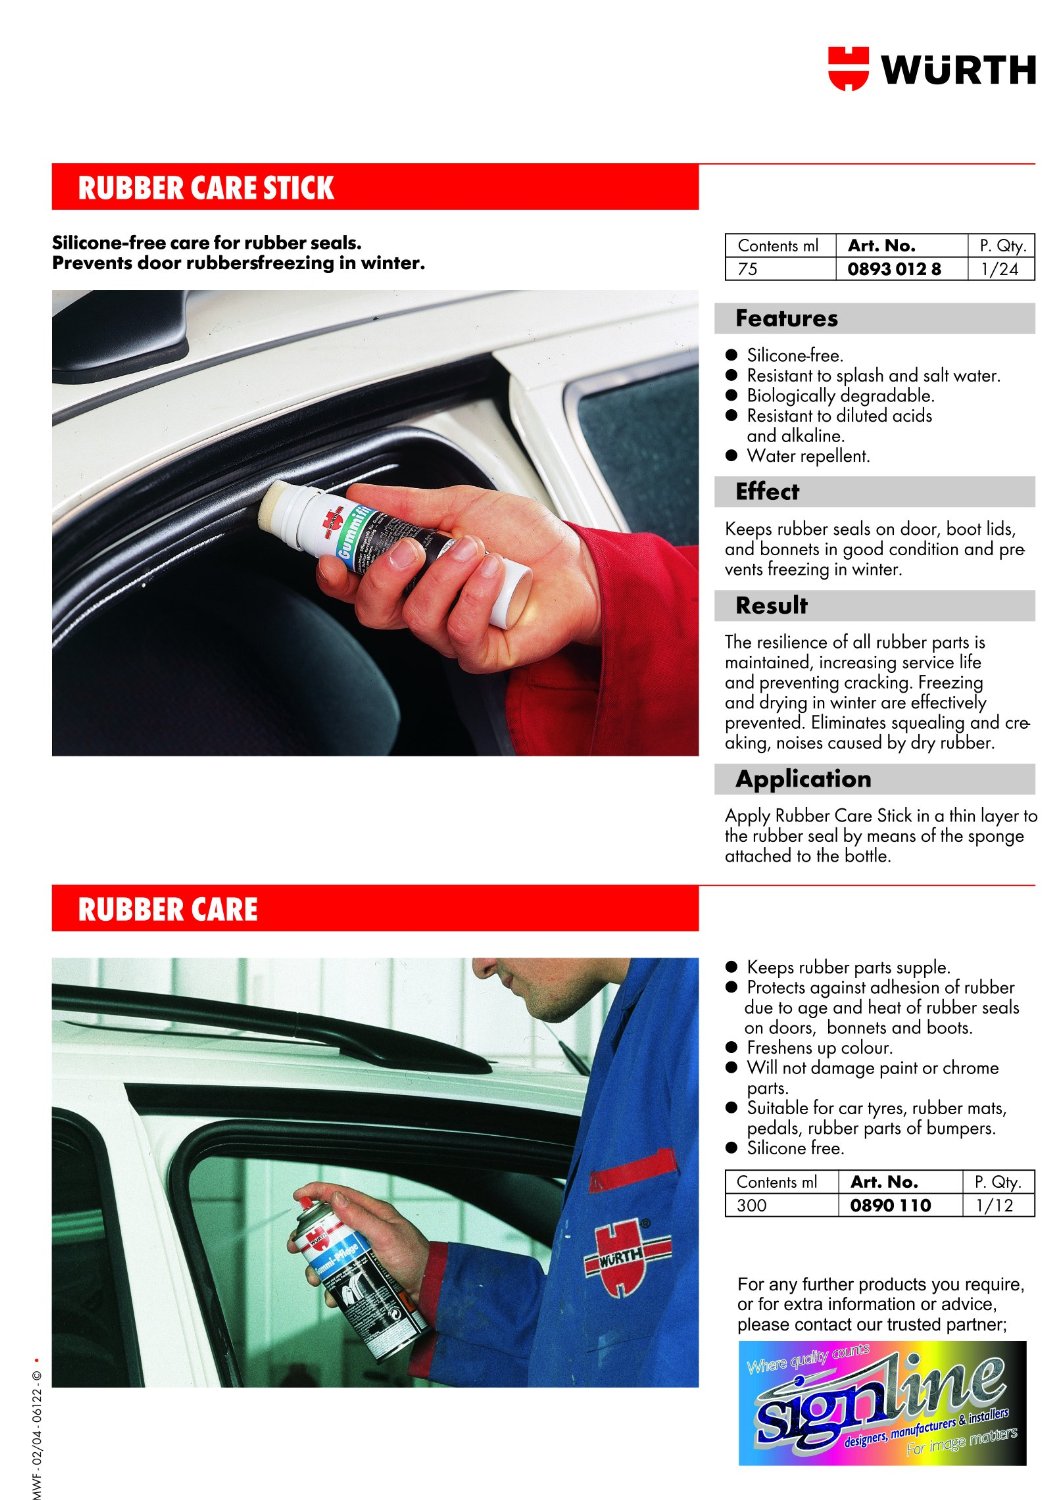 WÜRTH
RUBBER CARE STICK
Silicone-free care for rubber seals.
Prevents door rubbersfreezing in winter.
Contents ml Art. No. P. Qty.
75 0893 012 8 1/24
Features
● Silicone-free.
● Resistant to splash and salt water.
● Biologically degradable.
● Resistant to diluted acids
and alkaline.
● Water repellent.
Effect
Keeps rubber seals on door, boot lids,
and bonnets in good condition and pre-
vents freezing in winter.
Result
The resilience of all rubber parts is
maintained, increasing service life
and preventing cracking. Freezing
and drying in winter are effectively
prevented. Eliminates squealing and cre-
aking, noises caused by dry rubber.
Application
Apply Rubber Care Stick in a thin layer to
the rubber seal by means of the sponge
attached to the bottle.
Gummifit
RUBBER CARE
● Keeps rubber parts supple.
● Protects against adhesion of rubber
due to age and heat of rubber seals
on doors, bonnets and boots.
● Freshens up colour.
● Will not damage paint or chrome
parts.
● Suitable for car tyres, rubber mats,
pedals, rubber parts of bumpers.
● Silicone free.
Contents ml Art. No. P. Qty.
300 0890 110 1/12
WÜRTH
®
WÜRTH
Gummi-Pflege
For any further products you require,
or for extra information or advice,
please contact our trusted partner;
Where quality counts
signline
designers, manufacturers & installers
For image matters
MWF - 02/04 - 06122 - © •